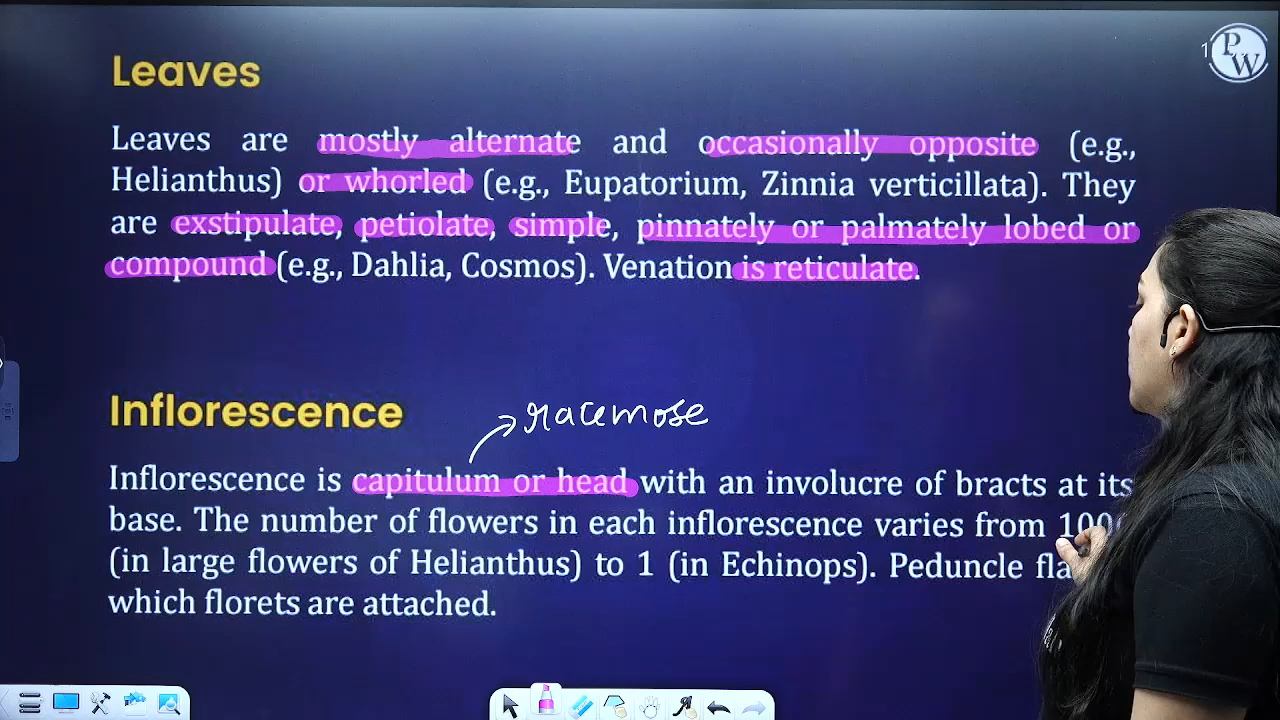 PW
1
Leaves
Leaves are mostly alternate and occasionally opposite (e.g.,
Helianthus) or whorled (e.g., Eupatorium, Zinnia verticillata). They
are exstipulate, petiolate, simple, pinnately or palmately lobed or
compound (e.g., Dahlia, Cosmos). Venation is reticulate.
Inflorescence
racemose
Inflorescence is capitulum or head with an involucre of bracts at its
base. The number of flowers in each inflorescence varies from
(in large flowers of Helianthus) to 1 (in Echinops). Peduncle
which florets are attached.